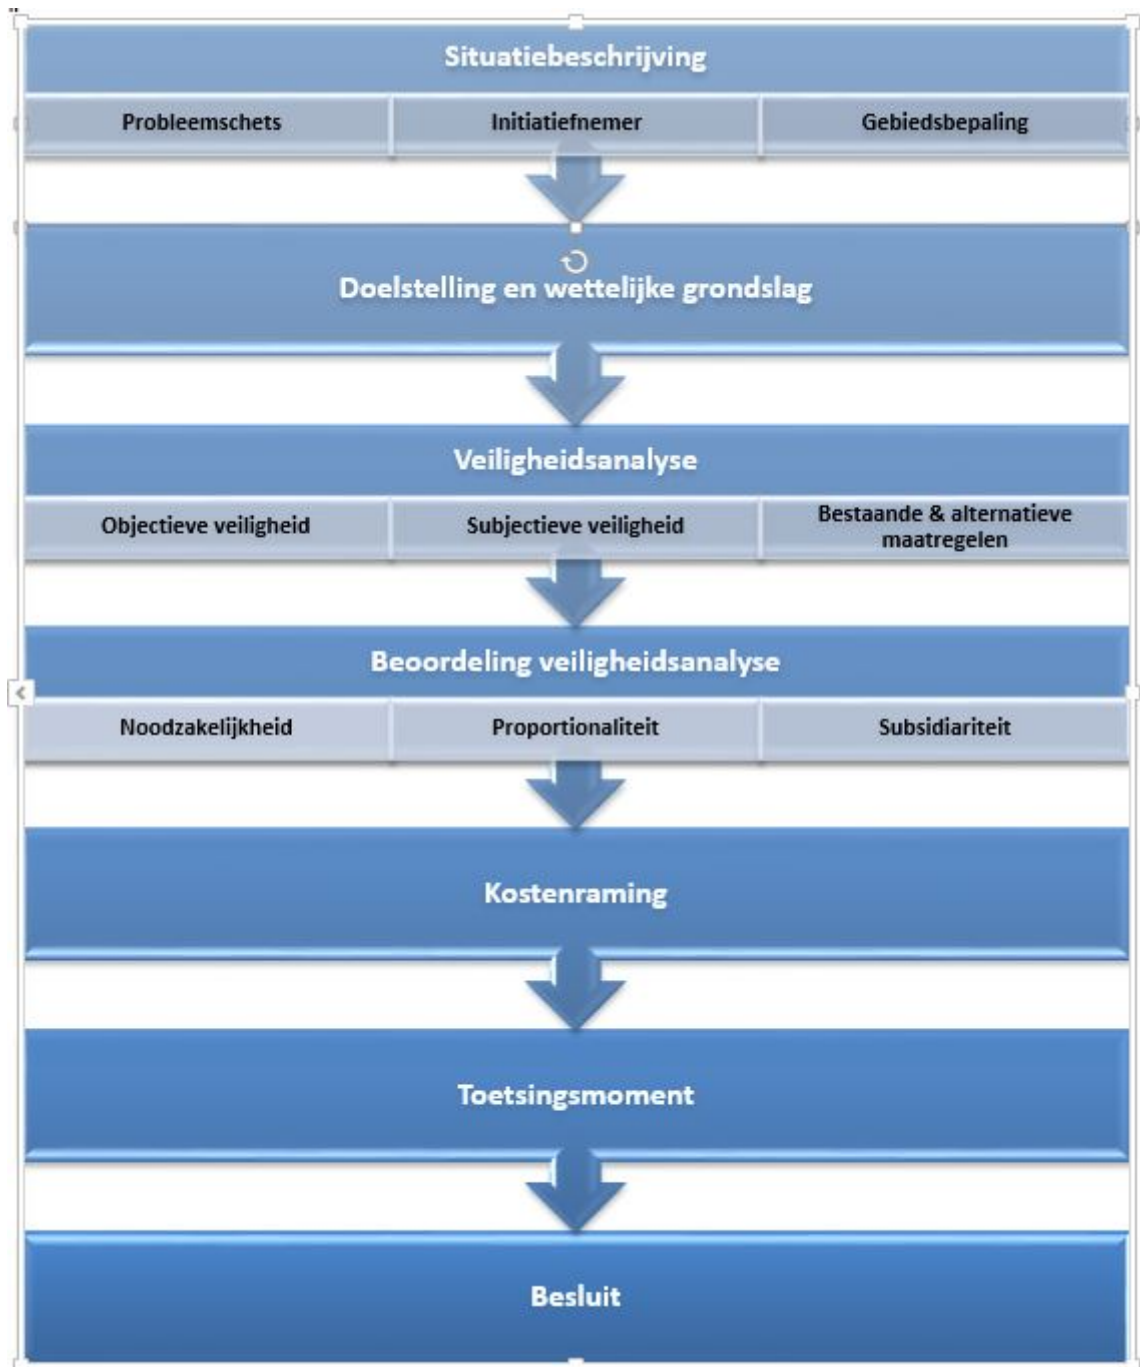 Situatiebeschrijving
Probleemschets
Initiatiefnemer
Gebiedsbepaling
Doelstelling en wettelijke grondslag
Veiligheidsanalyse
Objectieve veiligheid
Subjectieve veiligheid
Bestaande & alternatieve
maatregelen
Beoordeling veiligheidsanalyse
Noodzakelijkheid
Proportionaliteit
Subsidiariteit
Kostenraming
Toetsingsmoment
Besluit